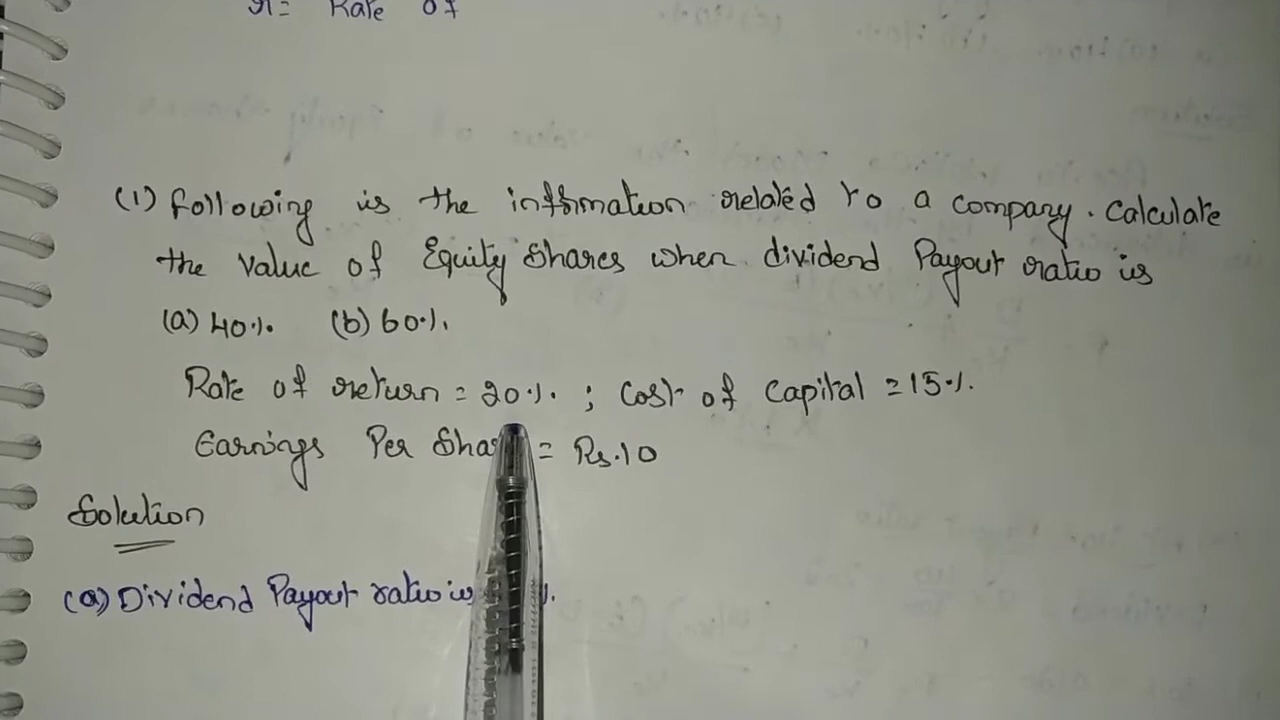 r = Rate of
(1) Following is the information related to a company. Calculate
the value of Equity Shares when dividend Payout ratio is
(a) 40%. (b) 60%.
Rate of return = 20%. ; Cost of Capital = 15%.
Earnings Per = Rs.10
Solution
(a) Dividend Payout ratio is